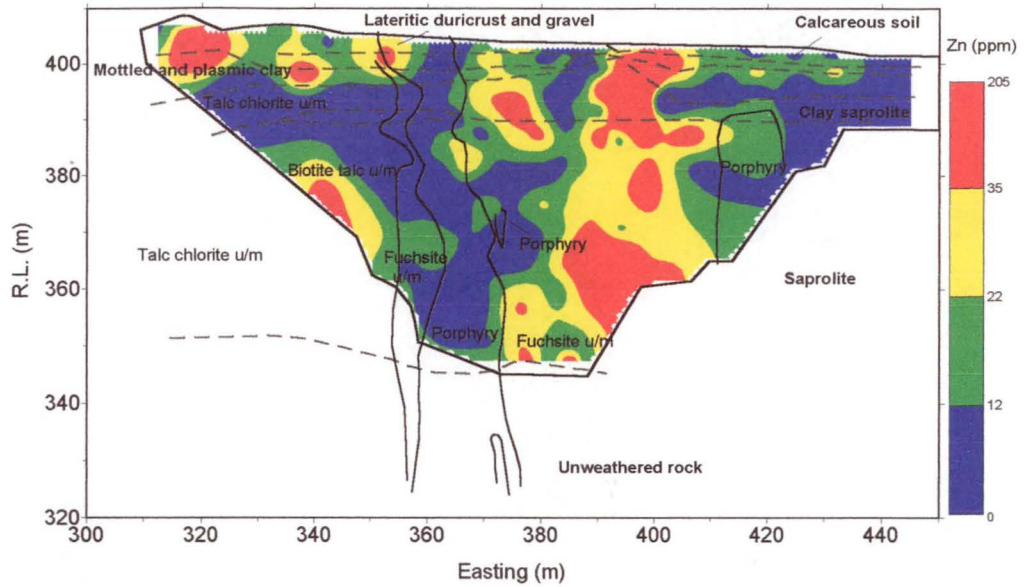 Lateritic duricrust and gravel
Calcareous soil
Zn (ppm)
Mottled and plasmic clay
Talc chlorite u/m
Clay saprolite
Biotite talc u/m
Porphyry
Talc chlorite u/m
Fuchsite
u/m
Porphyry
Saprolite
Porphyry
Fuchsite u/m
Unweathered rock
R.L. (m)
400
380
360
340
320
300
320
340
360
380
400
420
440
Easting (m)
205
35
22
12
0